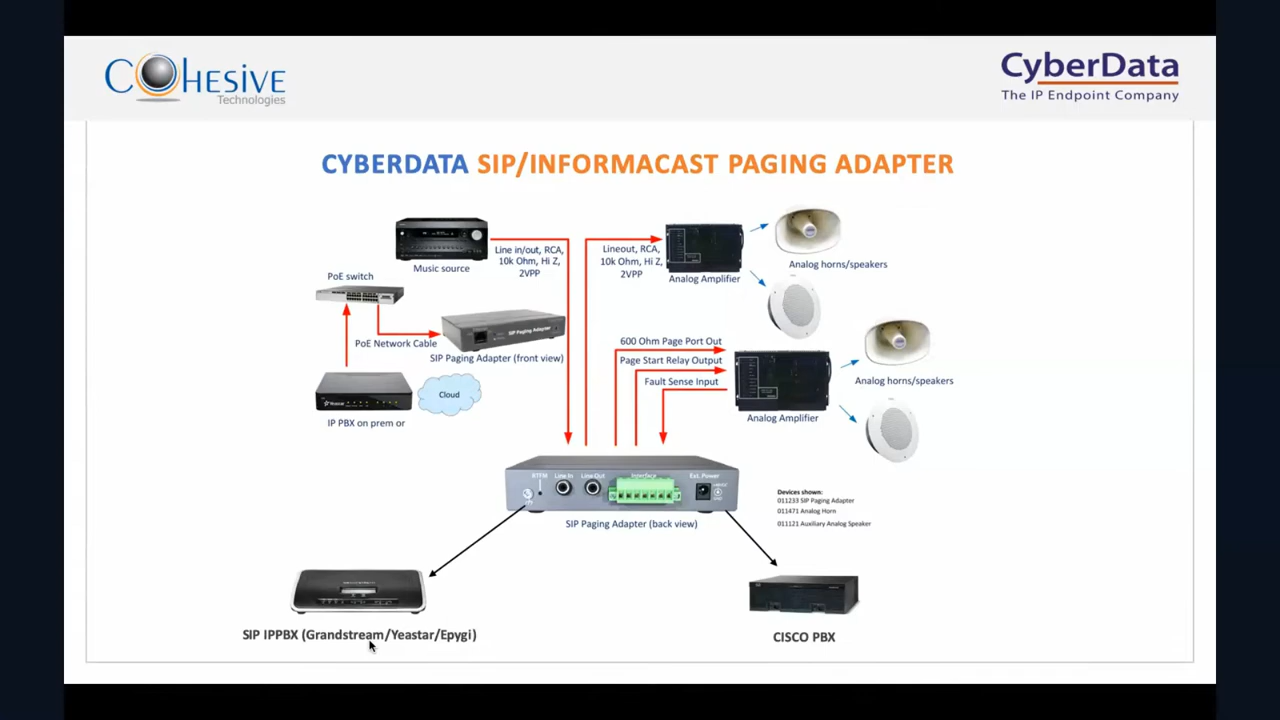 COHESIVE
Technologies
CyberData
The IP Endpoint Company
CYBERDATA SIP/INFORMACAST PAGING ADAPTER
Music source
Line in/out, RCA,
10k Ohm, Hi Z,
2VPP
Lineout, RCA,
10k Ohm, Hi Z,
2VPP
Analog Amplifier
Analog horns/speakers
PoE switch
PoE Network Cable
SIP Paging Adapter
SIP Paging Adapter (front view)
600 Ohm Page Port Out
Page Start Relay Output
Fault Sense Input
Analog Amplifier
Analog horns/speakers
Yeastar
Cloud
IP PBX on prem or
RTFM
Line In
Line Out
Interface
Ext. Power
SIP Paging Adapter (back view)
Devices shown:
011233 SIP Paging Adapter
011471 Analog Horn
011121 Auxiliary Analog Speaker
SIP IPPBX (Grandstream/Yeastar/Epygi)
CISCO PBX